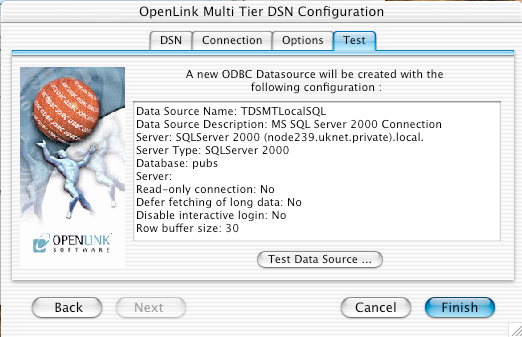 OpenLink Multi Tier DSN Configuration
DSN
Connection
Options
Test
A new ODBC Datasource will be created with the
following configuration :
Data Source Name: TDSMTLocalSQL
Data Source Description: MS SQL Server 2000 Connection
Server: SQLServer 2000 (node239.uknet.private).local.
Server Type: SQLServer 2000
Database: pubs
Server:
Read-only connection: No
Defer fetching of long data: No
Disable interactive login: No
Row buffer size: 30
OPENLINK
SOFTWARE
Test Data Source ...
Back
Next
Cancel
Finish